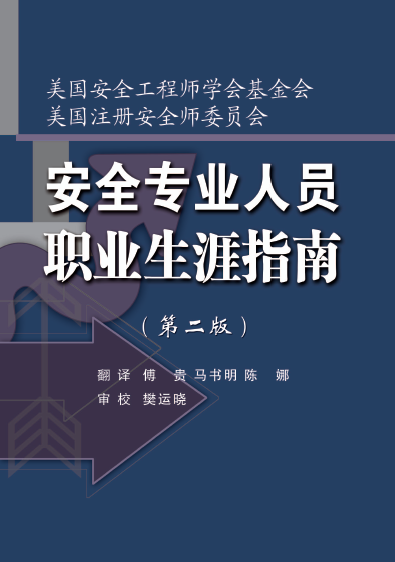 美国安全工程师学会基金会
美国注册安全师委员会
安全专业人员
职业生涯指南
（第二版）
翻 译 傅 贵 马书明 陈 娜
审 校 樊运晓